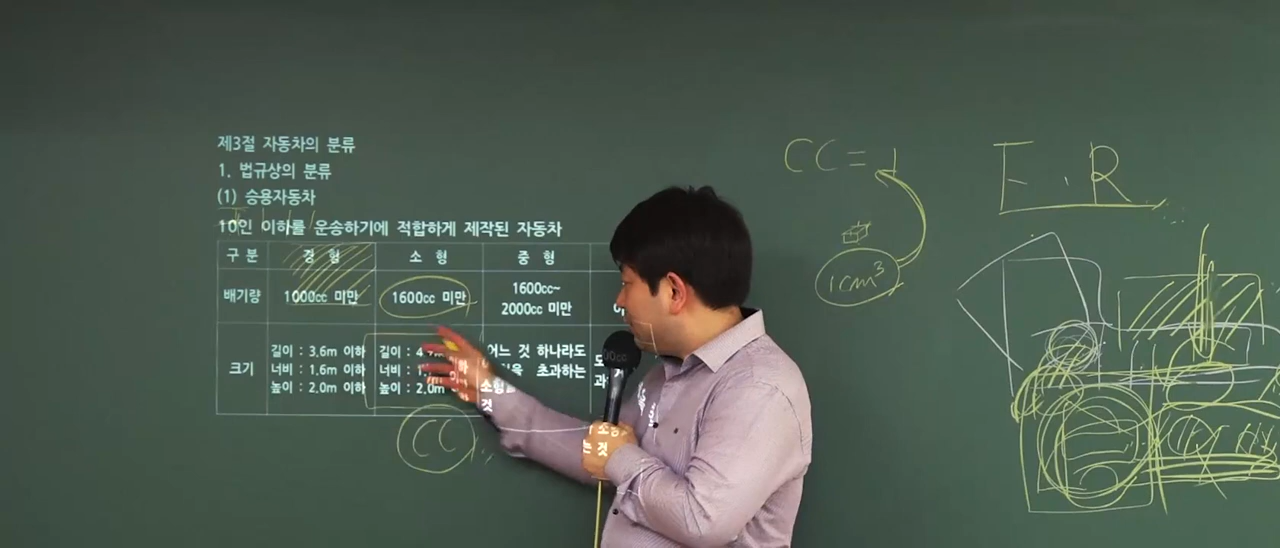 제3절 자동차의 분류
1. 법규상의 분류
(1) 승용자동차
10인 이하를 운송하기에 적합하게 제작된 자동차
구 분 경 형 소 형 중 형
배기량 1000cc 미만 1600cc 미만 1600cc~
2000cc 미만
크기
길이 : 3.6m 이하
너비 : 1.6m 이하
높이 : 2.0m 이하
길이 : 4
이하
너비 : 1.
높이 : 2.0m
어느 것 하나라도
초과하는
것
CC
CC = 1
1cm³
F.R